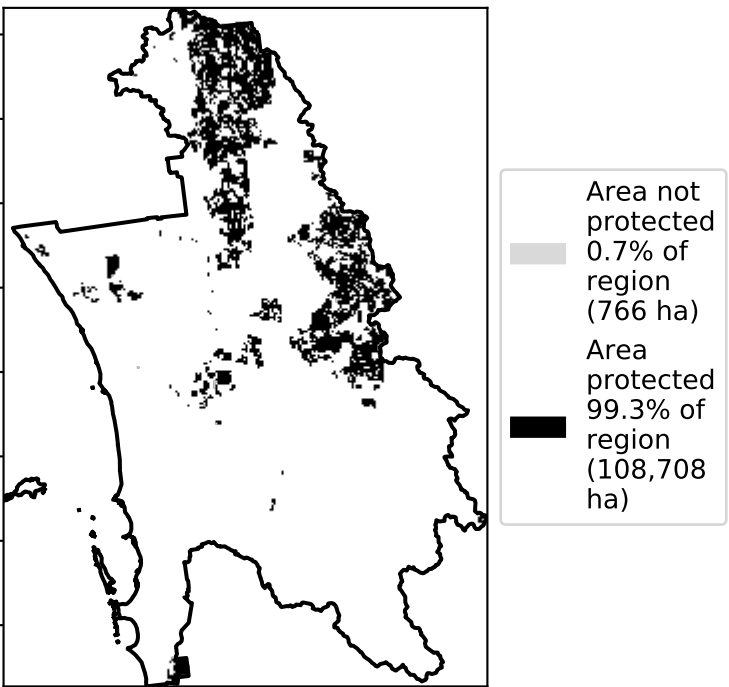 Area not
protected
0.7% of
region
(766 ha)
Area
protected
99.3% of
region
(108,708
ha)